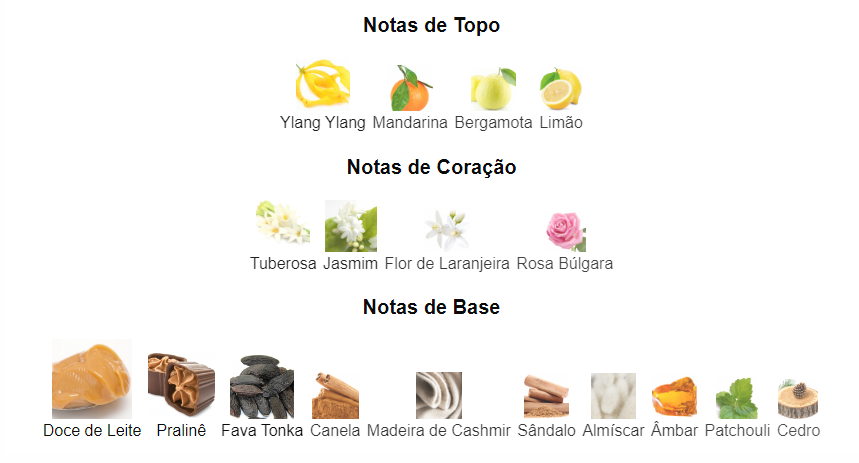 Notas de Topo
Ylang Ylang Mandarina Bergamota Limão
Notas de Coração
Tuberosa Jasmim Flor de Laranjeira Rosa Búlgara
Notas de Base
Doce de Leite Pralinê Fava Tonka Canela Madeira de Cashmir Sândalo Almíscar Âmbar Patchouli Cedro